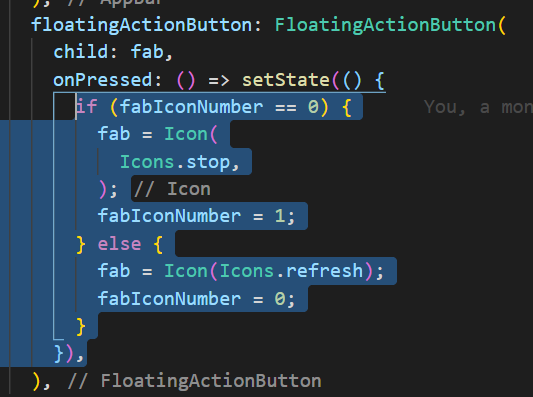 ), // AppBar
floatingActionButton: FloatingActionButton(
child: fab,
onPressed: () => setState(() {
if (fabIconNumber == 0) { You, a mon
fab = Icon(
Icons.stop,
); // Icon
fabIconNumber = 1;
} else {
fab = Icon(Icons.refresh);
fabIconNumber = 0;
}
}),
), // FloatingActionButton